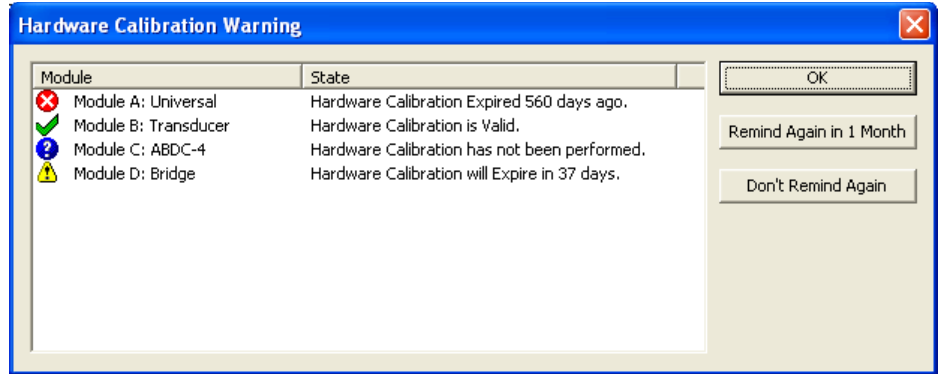 Hardware Calibration Warning
Module State
Module A: Universal Hardware Calibration Expired 560 days ago.
Module B: Transducer Hardware Calibration is Valid.
Module C: ABDC-4 Hardware Calibration has not been performed.
Module D: Bridge Hardware Calibration will Expire in 37 days.
OK
Remind Again in 1 Month
Don't Remind Again